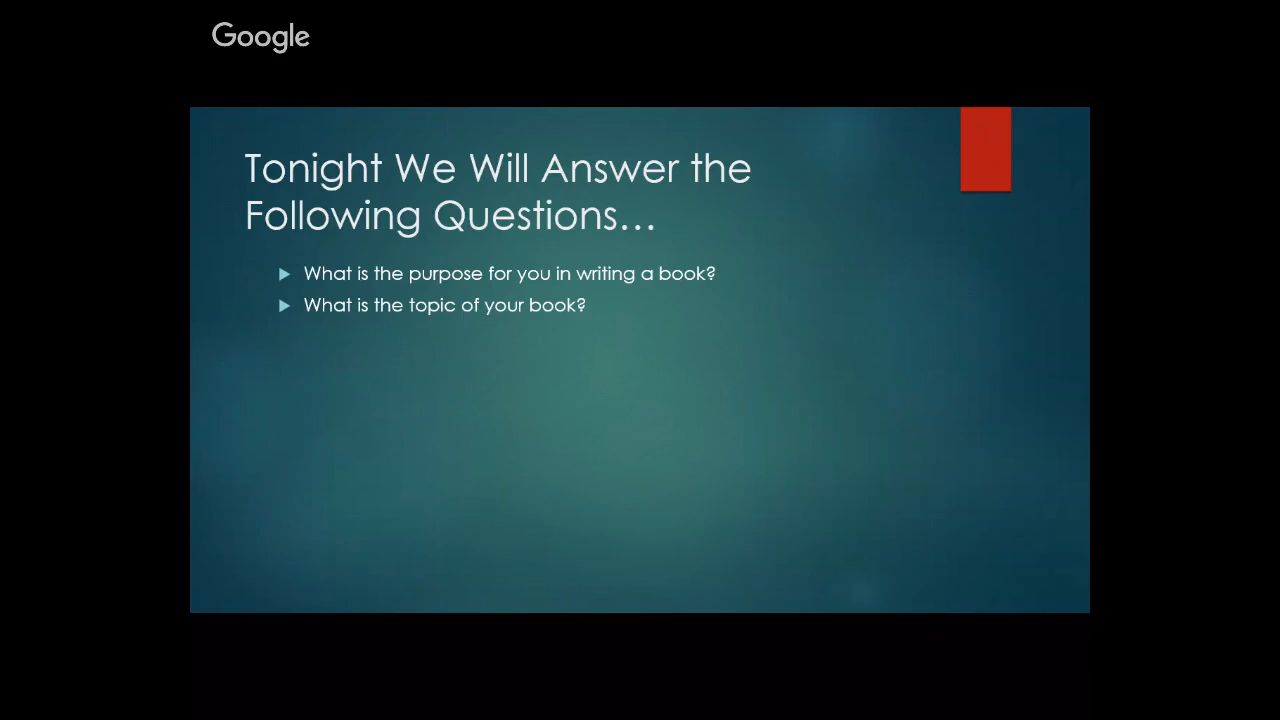 Google
Tonight We Will Answer the
Following Questions…
What is the purpose for you in writing a book?
What is the topic of your book?